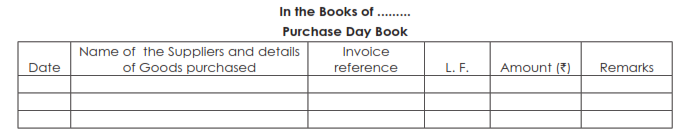 In the Books of .........
Purchase Day Book
Date
Name of the Suppliers and details
of Goods purchased
Invoice
reference
L. F.
Amount (₹)
Remarks